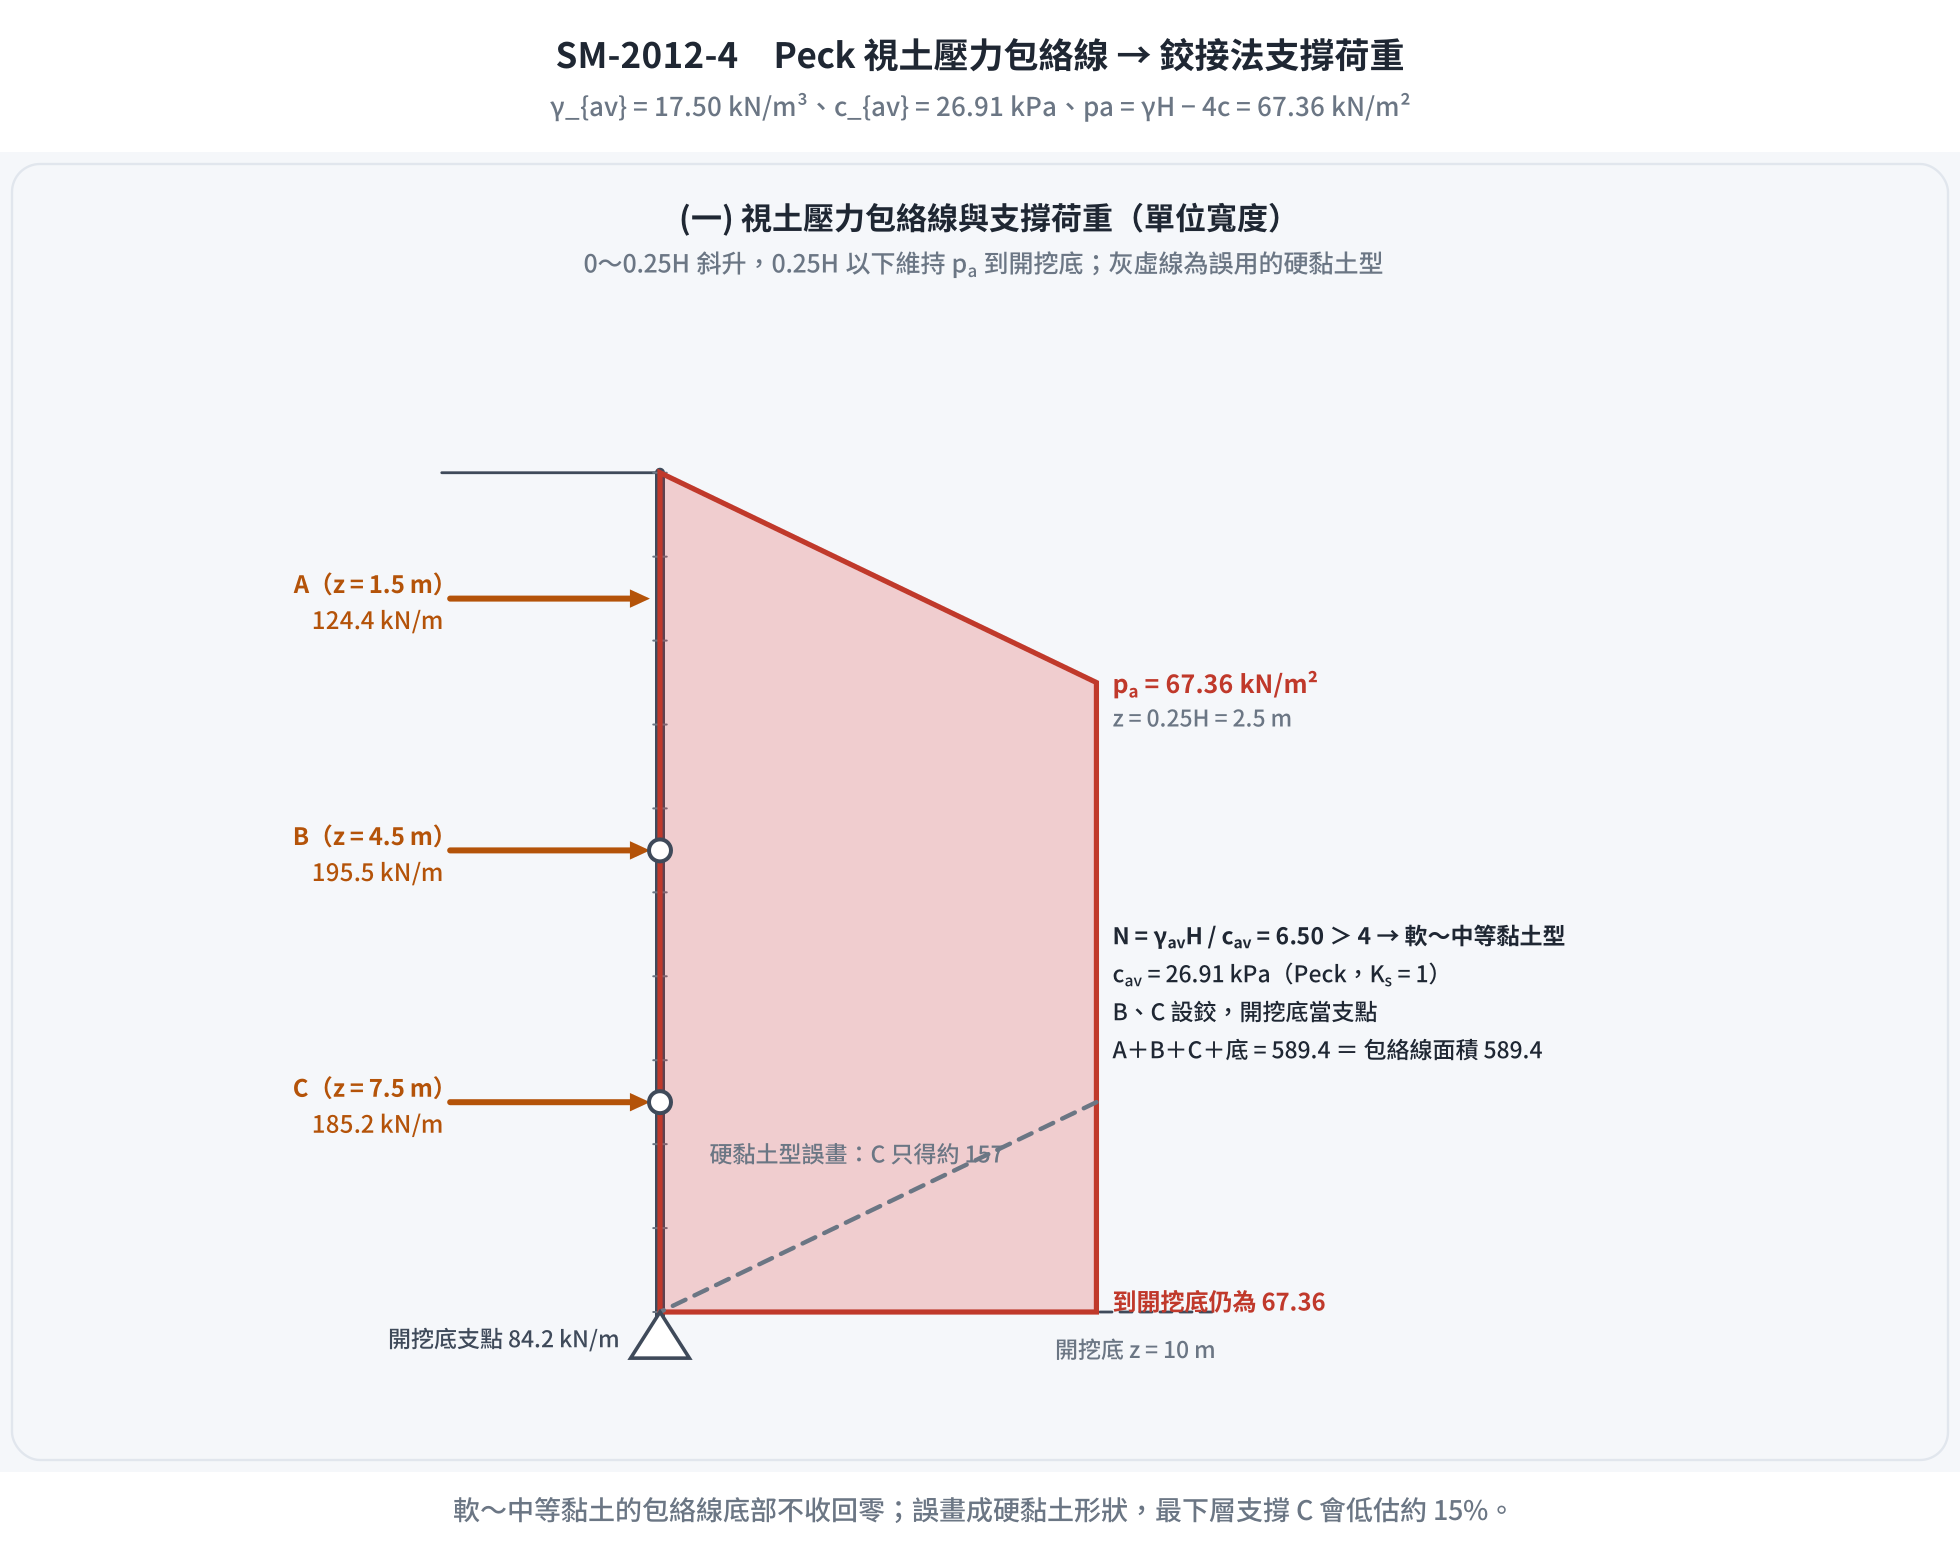 SM-2012-4 Peck 視土壓力包絡線 → 鉸接法支撐荷重
γ_{av} = 17.50 kN/m³、c_{av} = 26.91 kPa、pa = γH − 4c = 67.36 kN/m²
(一) 視土壓力包絡線與支撐荷重（單位寬度）
0～0.25H 斜升，0.25H 以下維持 pₐ 到開挖底；灰虛線為誤用的硬黏土型
A（z = 1.5 m）
124.4 kN/m
pₐ = 67.36 kN/m²
z = 0.25H = 2.5 m
B（z = 4.5 m）
195.5 kN/m
N = γ_av H / c_av = 6.50 ＞ 4 → 軟～中等黏土型
c_av = 26.91 kPa（Peck，Kₛ = 1）
B、C 設鉸，開挖底當支點
A＋B＋C＋底 = 589.4 ＝ 包絡線面積 589.4
C（z = 7.5 m）
185.2 kN/m
硬黏土型誤畫：C 只得約 157
到開挖底仍為 67.36
開挖底支點 84.2 kN/m
開挖底 z = 10 m
軟～中等黏土的包絡線底部不收回零；誤畫成硬黏土形狀，最下層支撐 C 會低估約 15%。